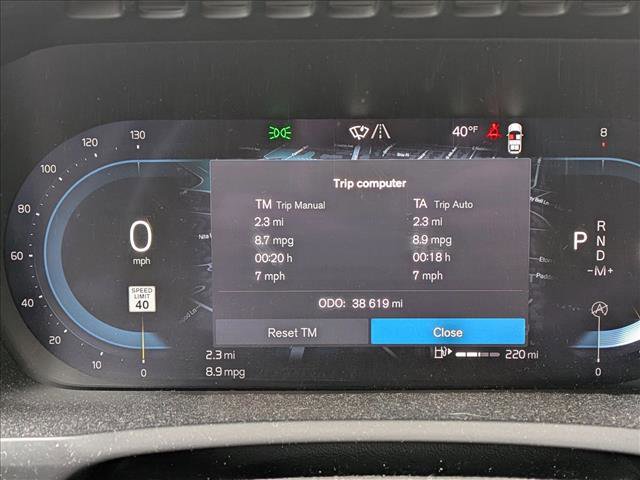 130
120
100
80
60
40
20
10
0
0
mph
SPEED
LIMIT
40
40°F
8
Trip computer
TM Trip Manual
2.3 mi
8.7 mpg
00:20 h
7 mph
TA Trip Auto
2.3 mi
8.9 mpg
00:18 h
7 mph
ODO: 38 619 mi
Reset TM
Close
2.3 mi
8.9 mpg
220 mi
P
R
N
D
-M+
A
0